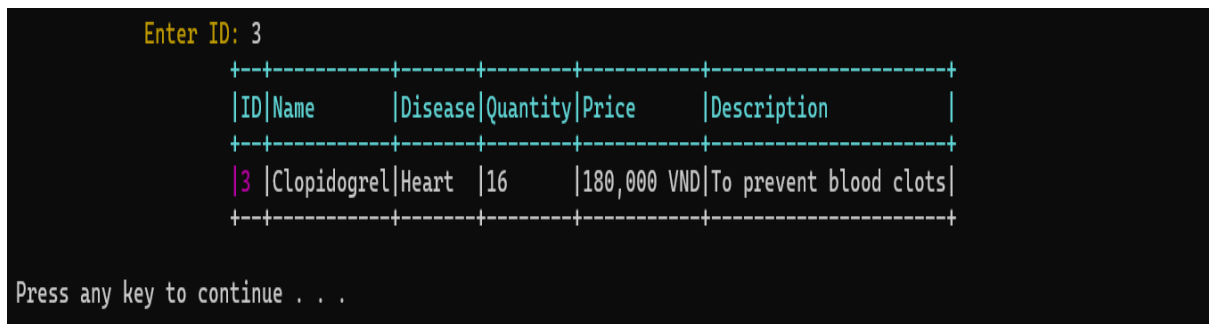 Enter ID: 3
+--+-----------+-------+--------+-----------+---------------------+
|ID|Name       |Disease|Quantity|Price      |Description          |
+--+-----------+-------+--------+-----------+---------------------+
|3 |Clopidogrel|Heart  |16      |180,000 VND|To prevent blood clots|
+--+-----------+-------+--------+-----------+---------------------+
Press any key to continue . . .